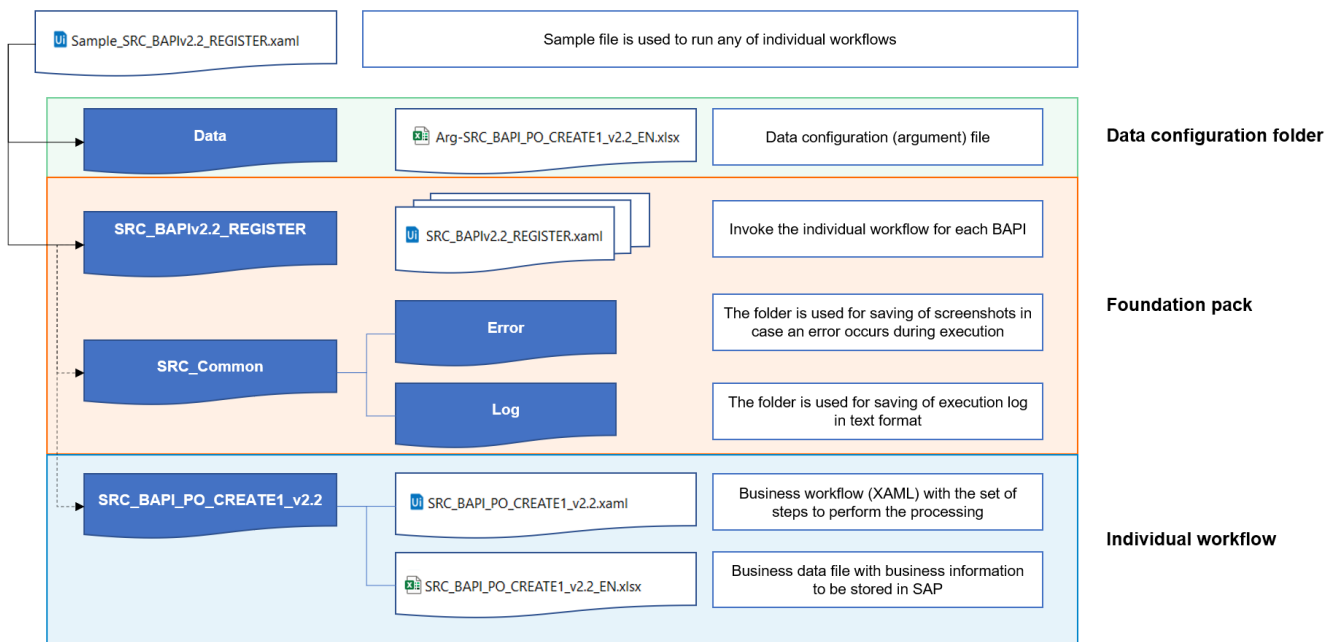 Sample_SRC_BAPIv2.2_REGISTER.xaml
Sample file is used to run any of individual workflows
Data
Arg-SRC_BAPI_PO_CREATE1_v2.2_EN.xlsx
Data configuration (argument) file
Data configuration folder
SRC_BAPIv2.2_REGISTER
SRC_BAPIv2.2_REGISTER.xaml
Invoke the individual workflow for each BAPI
Foundation pack
SRC_Common
Error
The folder is used for saving of screenshots in
case an error occurs during execution
Log
The folder is used for saving of execution log
in text format
SRC_BAPI_PO_CREATE1_v2.2
SRC_BAPI_PO_CREATE1_v2.2.xaml
Business workflow (XAML) with the set of
steps to perform the processing
Individual workflow
SRC_BAPI_PO_CREATE1_v2.2_EN.xlsx
Business data file with business information
to be stored in SAP